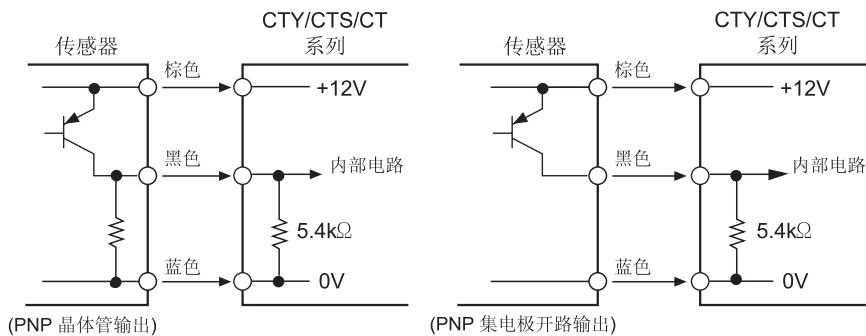 CTY/CTS/CT
系列
传感器
棕色
+12V
黑色
内部电路
5.4kΩ
蓝色
0V
(PNP 晶体管输出)
CTY/CTS/CT
系列
传感器
棕色
+12V
黑色
内部电路
5.4kΩ
蓝色
0V
(PNP 集电极开路输出)